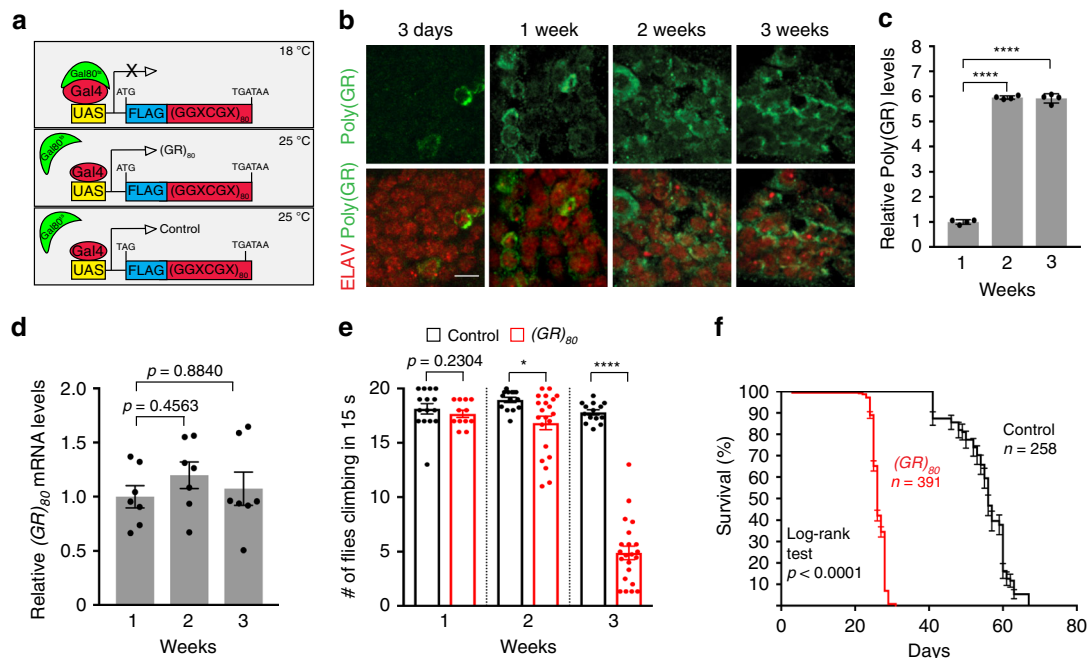 a
18 °C
Gal80ts
Gal4
UAS
X
ATG
FLAG
(GGXCGX)80
TGATAA
25 °C
Gal80ts
Gal4
UAS
ATG
(GR)80
FLAG
(GGXCGX)80
TGATAA
25 °C
Gal80ts
Gal4
UAS
TAG
Control
FLAG
(GGXCGX)80
TGATAA
b
3 days 1 week 2 weeks 3 weeks
Poly(GR)
ELAV Poly(GR)
c
Relative Poly(GR) levels
8
7
6
5
4
3
2
1
0
****
****
1 2 3
Weeks
d
Relative (GR)80 mRNA levels
2.0
1.5
1.0
0.5
0
p = 0.8840
p = 0.4563
1 2 3
Weeks
e
Control (GR)80
# of flies climbing in 15 s
20
15
10
5
0
p = 0.2304
*
****
1 2 3
Weeks
f
Survival (%)
100
90
80
70
60
50
40
30
20
10
Control
n = 258
(GR)80
n = 391
Log-rank
test
p < 0.0001
0 20 40 60 80
Days